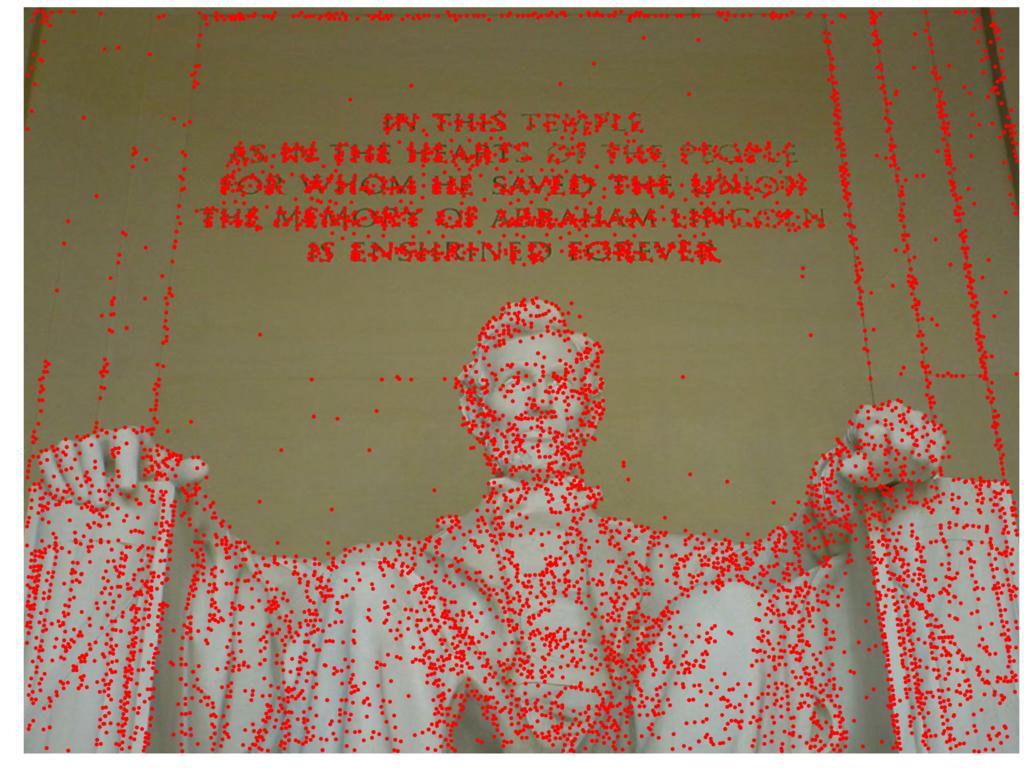 IN THIS TEMPLE
AS IN THE HEARTS OF THE PEOPLE
FOR WHOM HE SAVED THE UNION
THE MEMORY OF ABRAHAM LINCOLN
IS ENSHRINED FOREVER